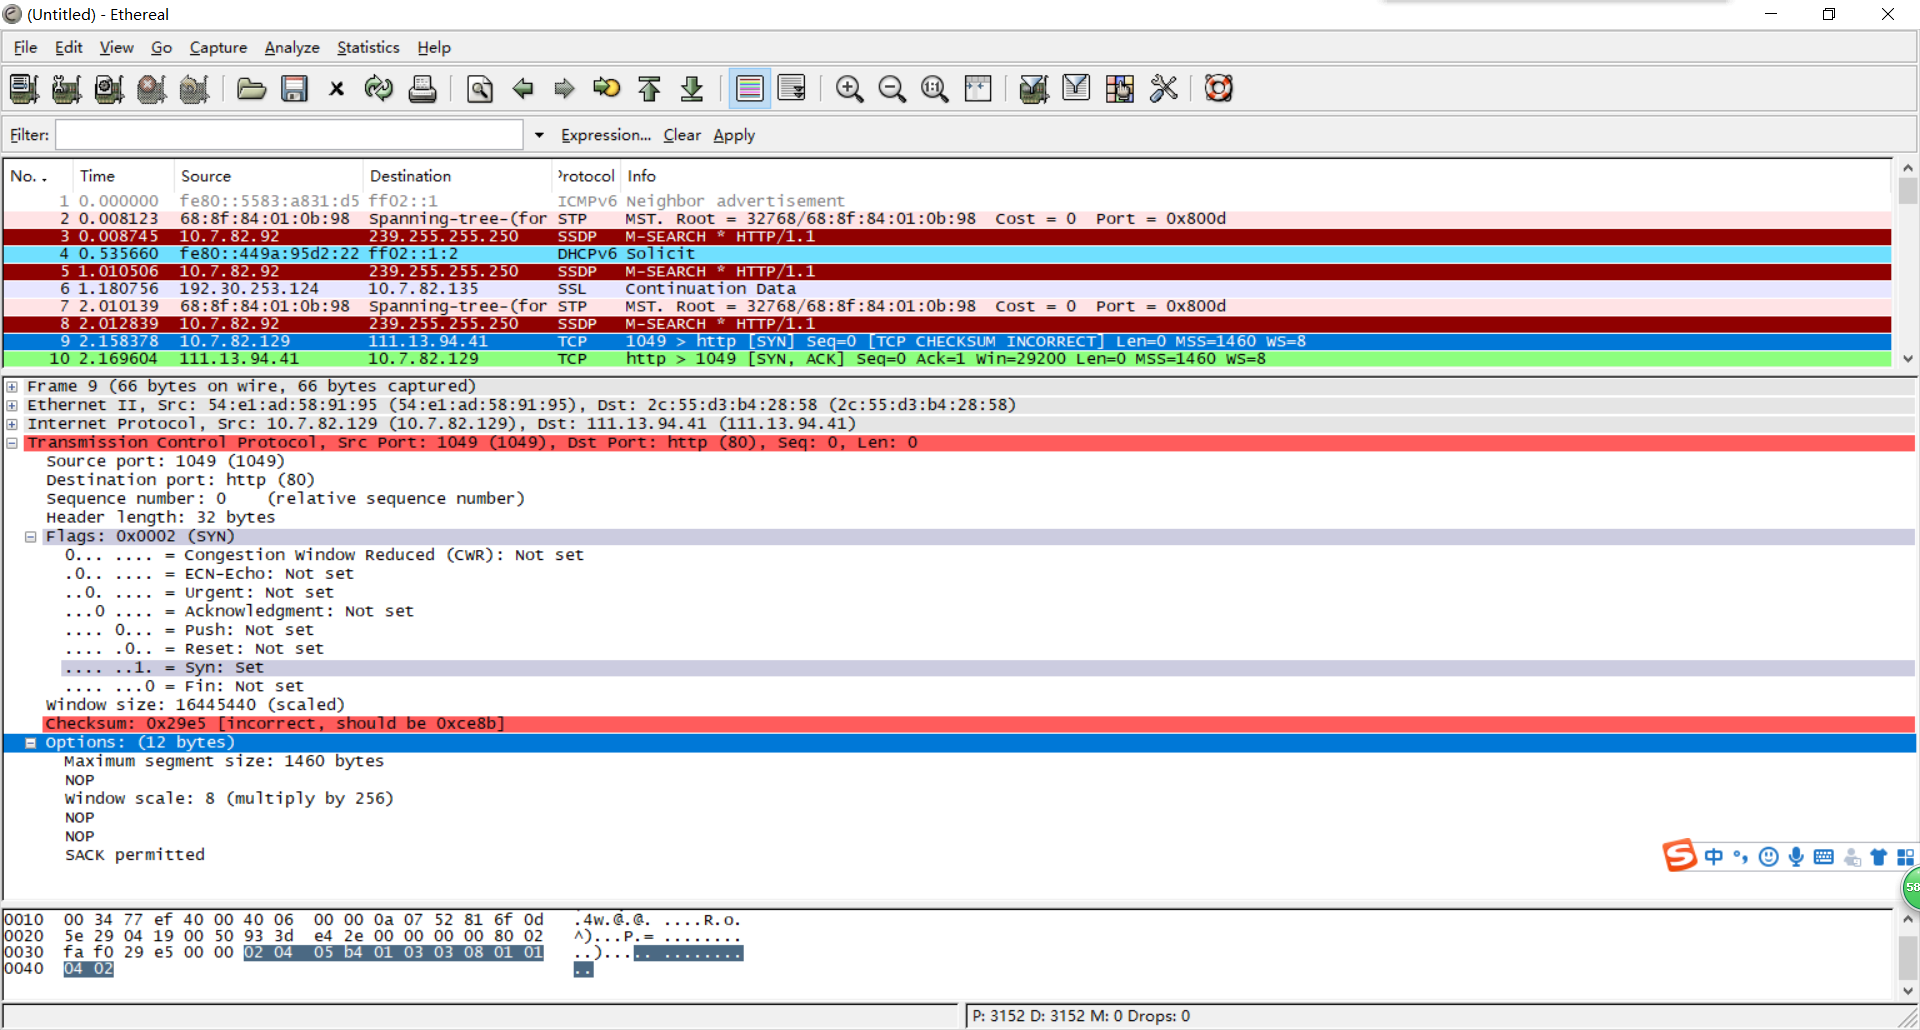 (Untitled) - Ethereal
File Edit View Go Capture Analyze Statistics Help
Filter: Expression... Clear Apply
No. . Time Source Destination Protocol Info
1 0.000000 fe80::5583:a831:d5 ff02::1 ICMPv6 Neighbor advertisement
2 0.008123 68:8f:84:01:0b:98 Spanning-tree-(for STP MST. Root = 32768/68:8f:84:01:0b:98 Cost = 0 Port = 0x800d
3 0.008745 10.7.82.92 239.255.255.250 SSDP M-SEARCH * HTTP/1.1
4 0.535660 fe80::449a:95d2:22 ff02::1:2 DHCPv6 Solicit
5 1.010506 10.7.82.92 239.255.255.250 SSDP M-SEARCH * HTTP/1.1
6 1.180756 192.30.253.124 10.7.82.135 SSL Continuation Data
7 2.010139 68:8f:84:01:0b:98 Spanning-tree-(for STP MST. Root = 32768/68:8f:84:01:0b:98 Cost = 0 Port = 0x800d
8 2.012839 10.7.82.92 239.255.255.250 SSDP M-SEARCH * HTTP/1.1
9 2.158378 10.7.82.129 111.13.94.41 TCP 1049 > http [SYN] Seq=0 [TCP CHECKSUM INCORRECT] Len=0 MSS=1460 WS=8
10 2.169604 111.13.94.41 10.7.82.129 TCP http > 1049 [SYN, ACK] Seq=0 Ack=1 Win=29200 Len=0 MSS=1460 WS=8
Frame 9 (66 bytes on wire, 66 bytes captured)
Ethernet II, Src: 54:e1:ad:58:91:95 (54:e1:ad:58:91:95), Dst: 2c:55:d3:b4:28:58 (2c:55:d3:b4:28:58)
Internet Protocol, Src: 10.7.82.129 (10.7.82.129), Dst: 111.13.94.41 (111.13.94.41)
Transmission Control Protocol, Src Port: 1049 (1049), Dst Port: http (80), Seq: 0, Len: 0
Source port: 1049 (1049)
Destination port: http (80)
Sequence number: 0 (relative sequence number)
Header length: 32 bytes
Flags: 0x0002 (SYN)
0... .... = Congestion Window Reduced (CWR): Not set
.0.. .... = ECN-Echo: Not set
..0. .... = Urgent: Not set
...0 .... = Acknowledgment: Not set
.... 0... = Push: Not set
.... .0.. = Reset: Not set
.... ..1. = Syn: Set
.... ...0 = Fin: Not set
Window size: 16445440 (scaled)
Checksum: 0x29e5 [incorrect, should be 0xce8b]
Options: (12 bytes)
Maximum segment size: 1460 bytes
NOP
Window scale: 8 (multiply by 256)
NOP
NOP
SACK permitted
S 中
58
0010 00 34 77 ef 40 00 40 06 00 00 0a 07 52 81 6f 0d .4w.@.@. ....R.o.
0020 5e 29 04 19 00 50 93 3d e4 2e 00 00 00 00 80 02 ^)...P.= ........
0030 fa f0 29 e5 00 00 02 04 05 b4 01 03 03 08 01 01 ..)..... ........
0040 04 02 ..
P: 3152 D: 3152 M: 0 Drops: 0